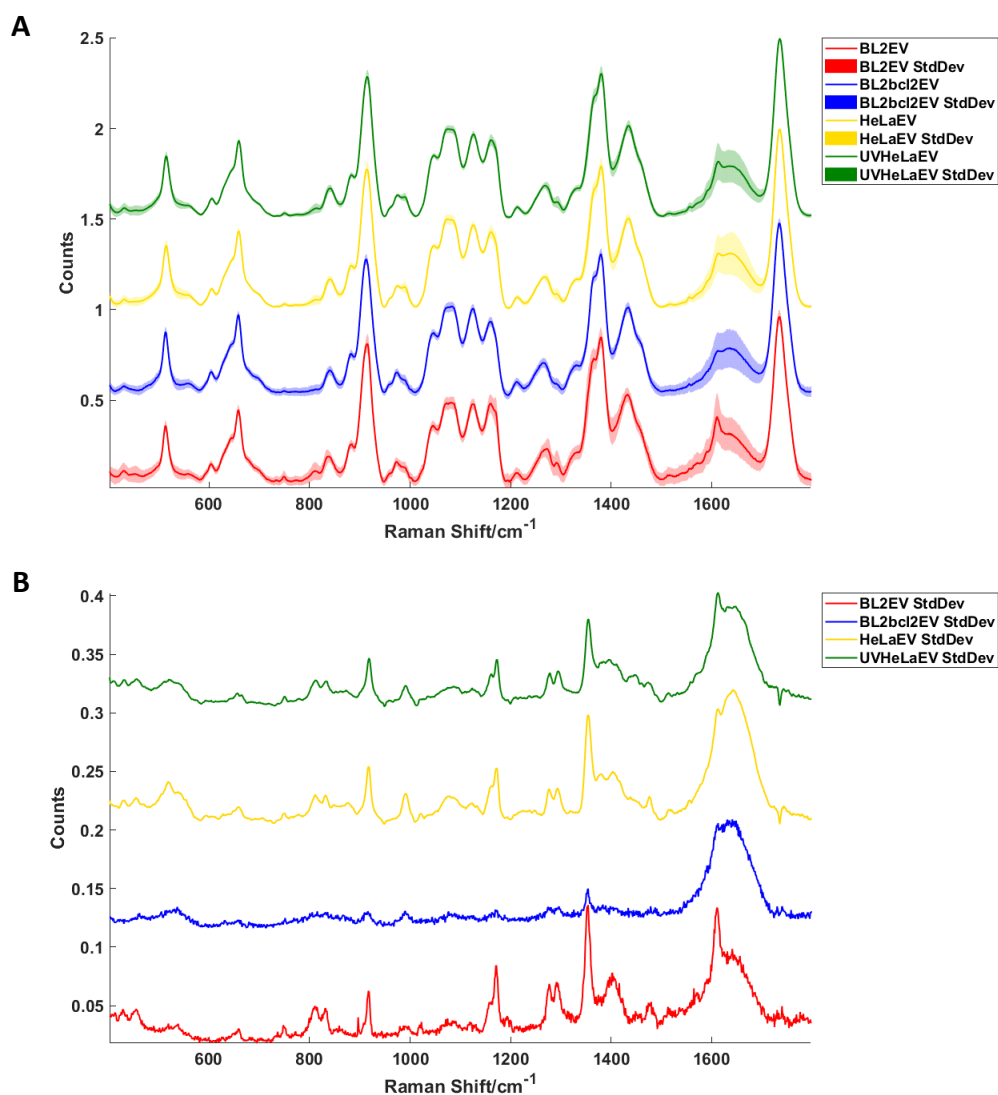 A
2.5
2
1.5
1
0.5
Counts
600
800
1000
1200
1400
1600
Raman Shift/cm⁻¹
BL2EV
BL2EV StdDev
BL2bcl2EV
BL2bcl2EV StdDev
HeLaEV
HeLaEV StdDev
UVHeLaEV
UVHeLaEV StdDev
B
0.4
0.35
0.3
0.25
0.2
0.15
0.1
0.05
Counts
600
800
1000
1200
1400
1600
Raman Shift/cm⁻¹
BL2EV StdDev
BL2bcl2EV StdDev
HeLaEV StdDev
UVHeLaEV StdDev